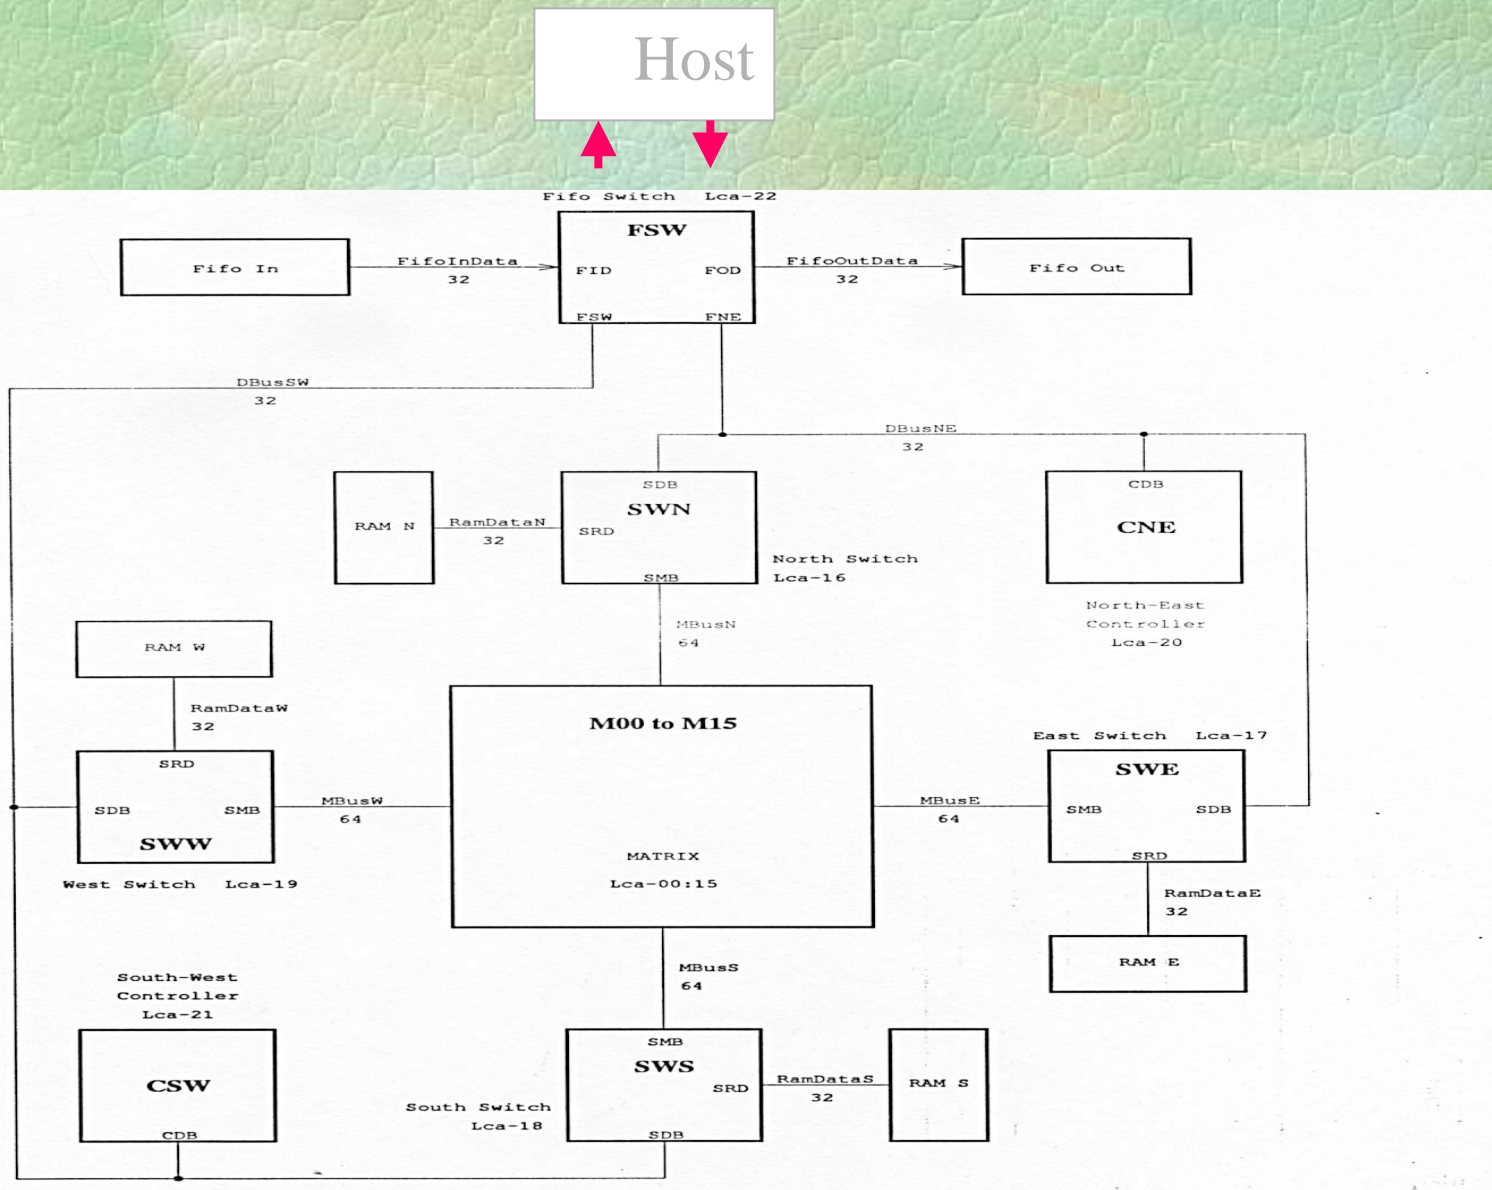 Host
Fifo Switch Lca-22
FSW
Fifo In
FifoInData
32
FID
FOD
FifoOutData
32
Fifo Out
FSW
FNE
DBusSW
32
DBusNE
32
SDB
SWN
SRD
SMB
RAM N
RamDataN
32
North Switch
Lca-16
CDB
CNE
North-East
Controller
Lca-20
MBusN
64
RAM W
RamDataW
32
SRD
SDB
SMB
SWW
West Switch Lca-19
MBusW
64
M00 to M15
MATRIX
Lca-00:15
MBusE
64
East Switch Lca-17
SWE
SMB
SDB
SRD
RamDataE
32
RAM E
MBusS
64
South-West
Controller
Lca-21
CSW
CDB
SMB
SWS
SRD
SDB
South Switch
Lca-18
RamDataS
32
RAM S